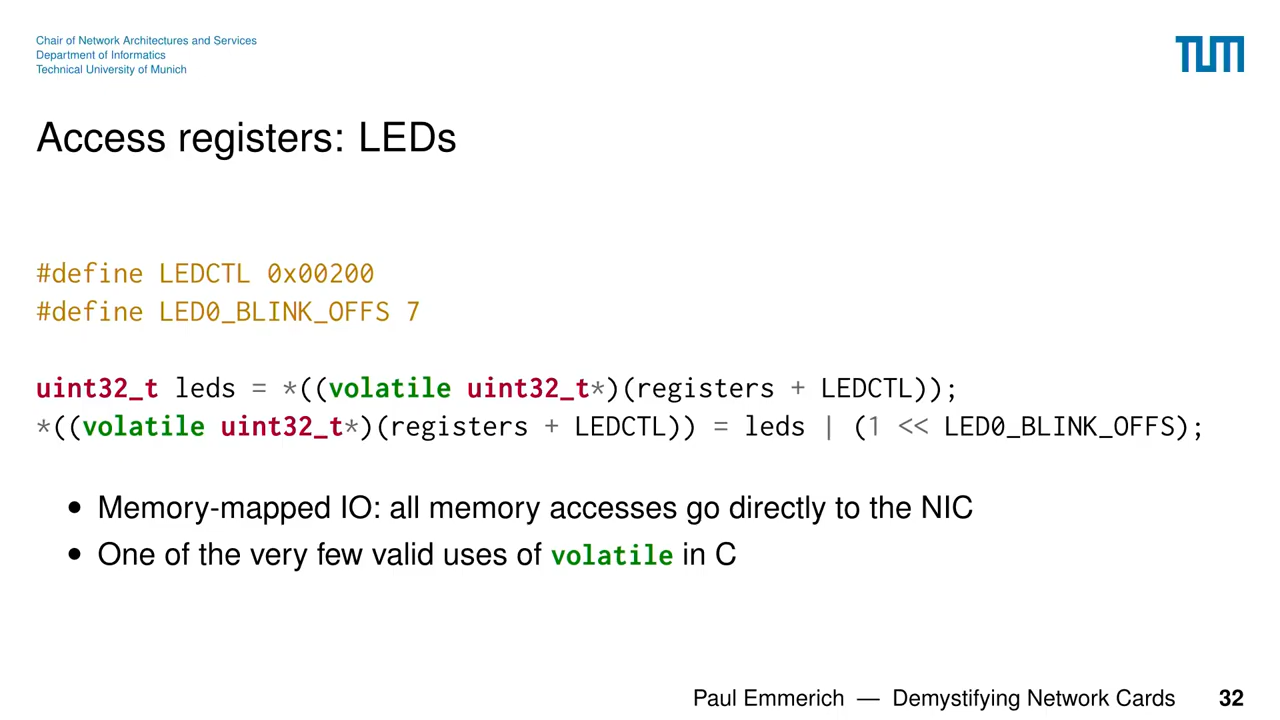 Chair of Network Architectures and Services
Department of Informatics
Technical University of Munich
TUM
Access registers: LEDs
#define LEDCTL 0x00200
#define LED0_BLINK_OFFS 7
uint32_t leds = *((volatile uint32_t*)(registers + LEDCTL));
*((volatile uint32_t*)(registers + LEDCTL)) = leds | (1 << LED0_BLINK_OFFS);
• Memory-mapped IO: all memory accesses go directly to the NIC
• One of the very few valid uses of volatile in C
Paul Emmerich — Demystifying Network Cards 32